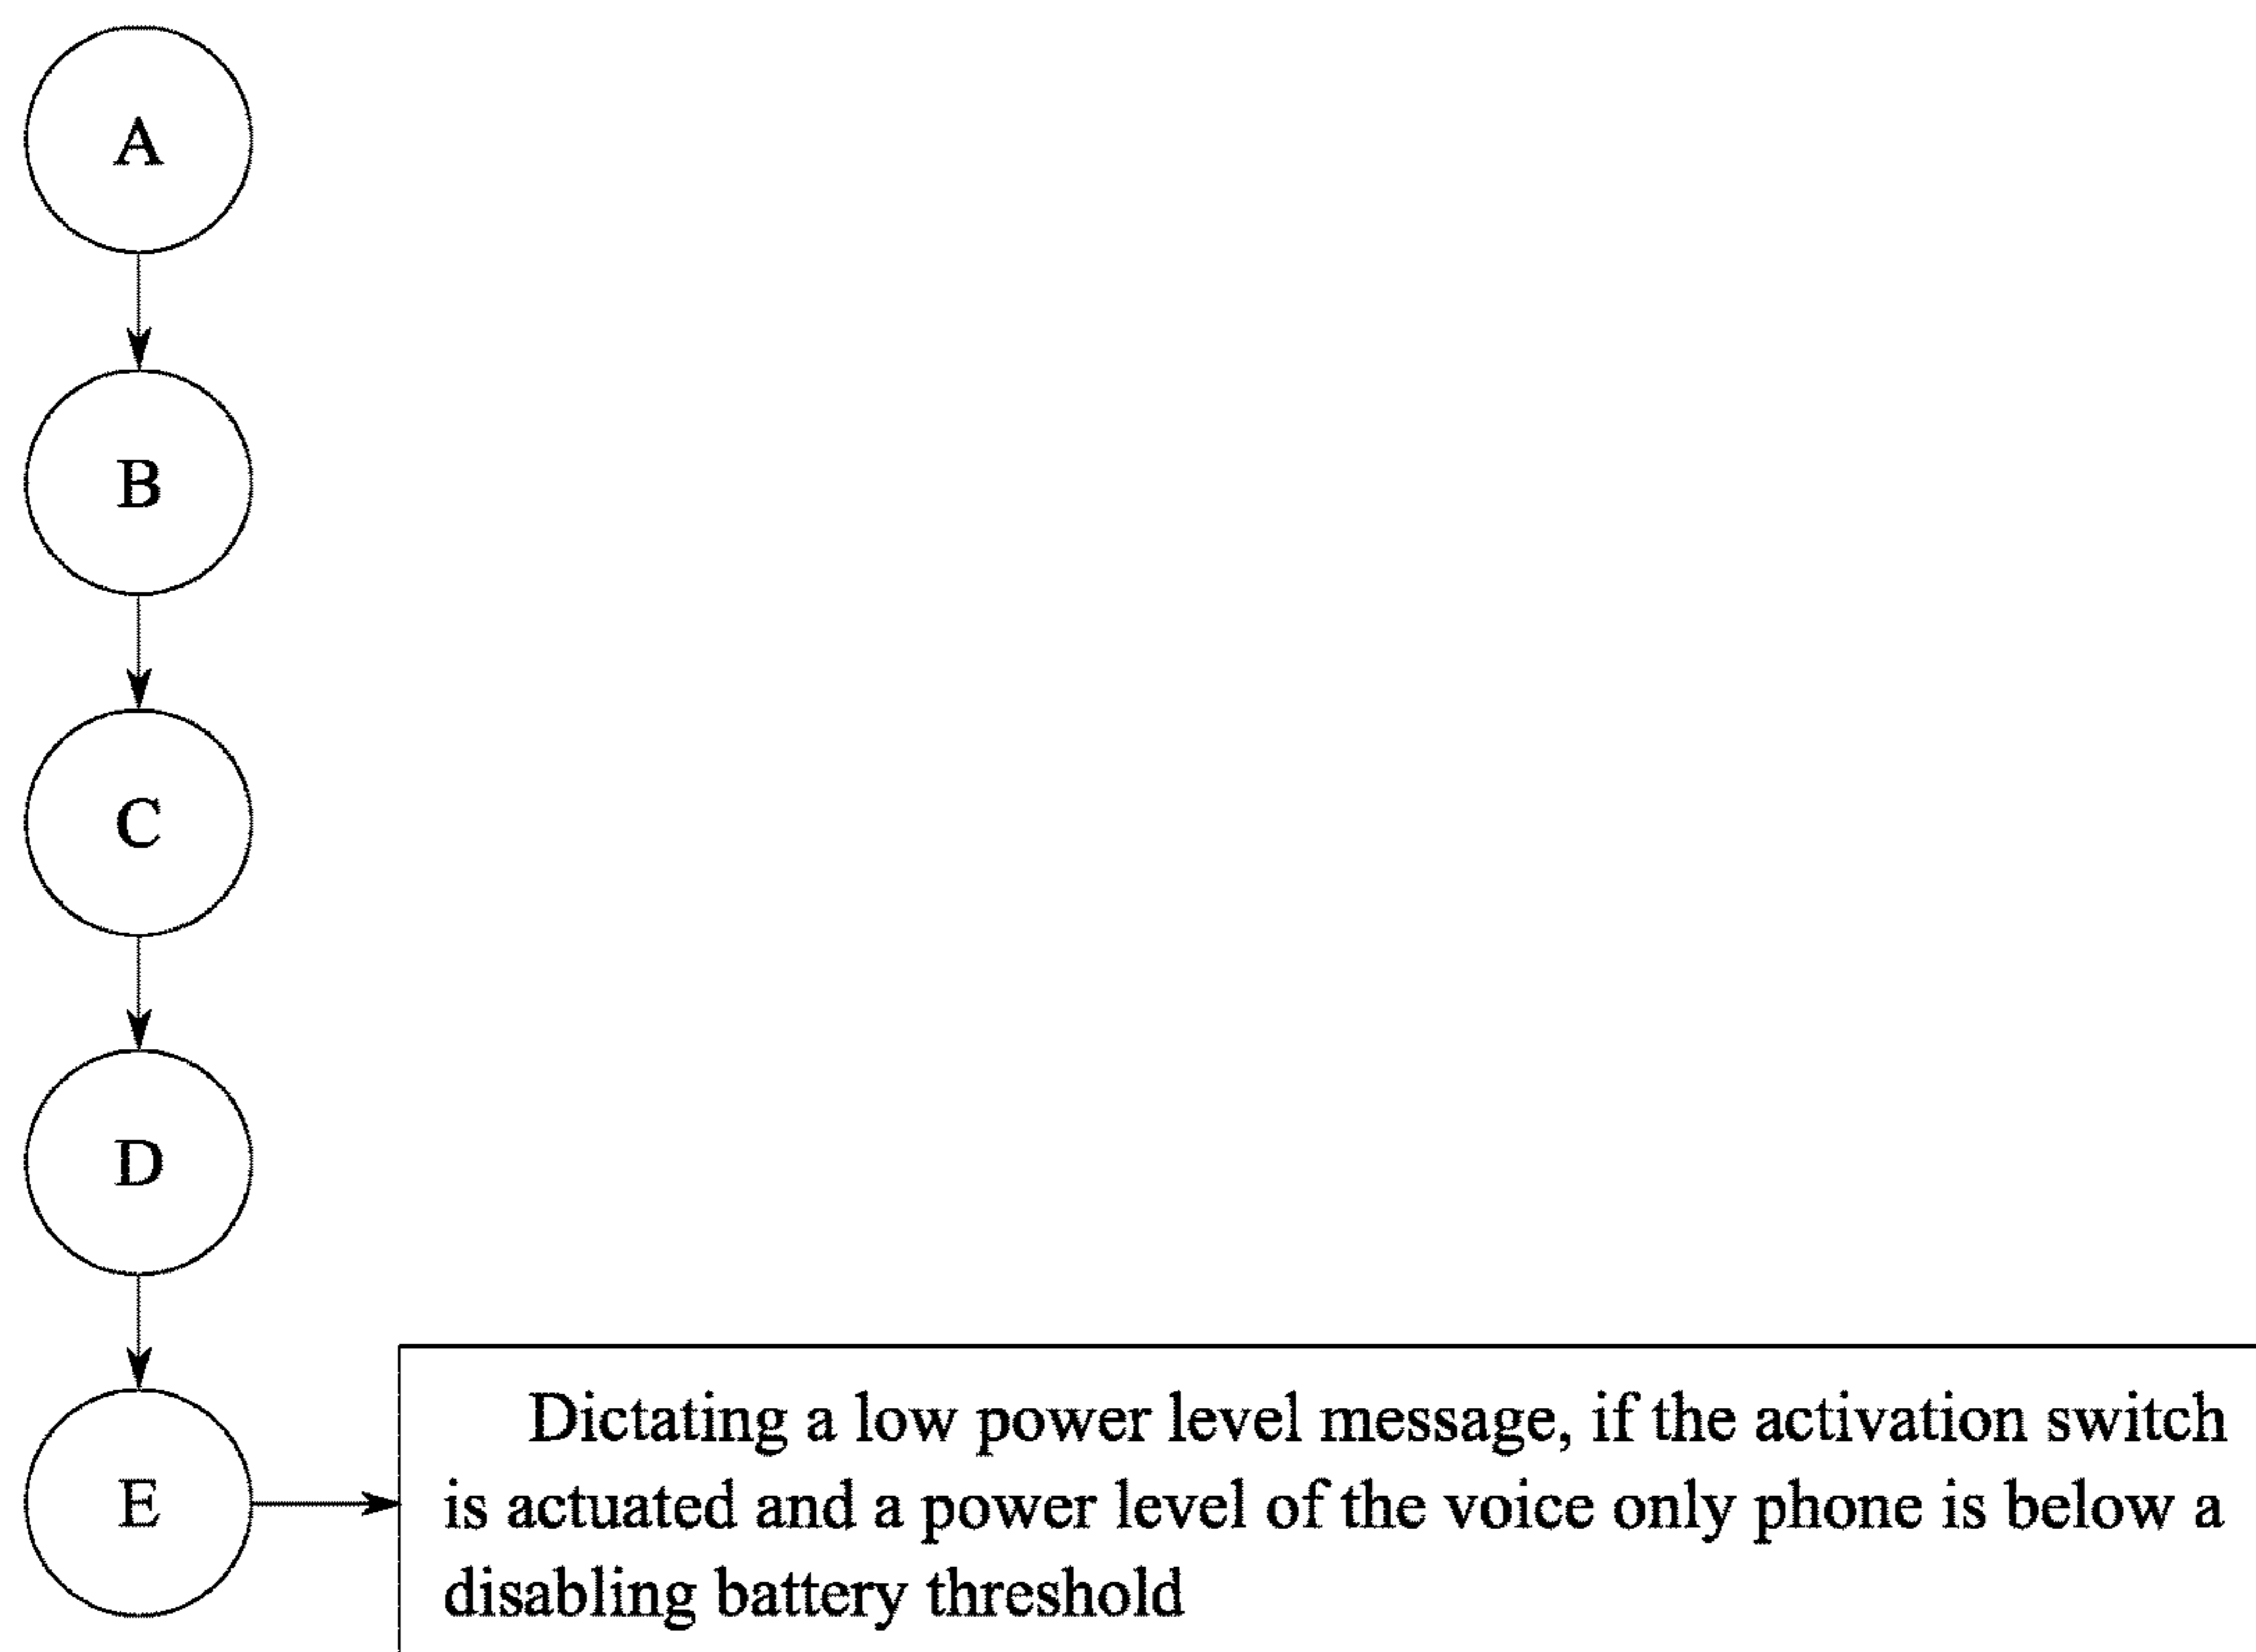 A
B
C
D
E
Dictating a low power level message, if the activation switch
is actuated and a power level of the voice only phone is below a
disabling battery threshold